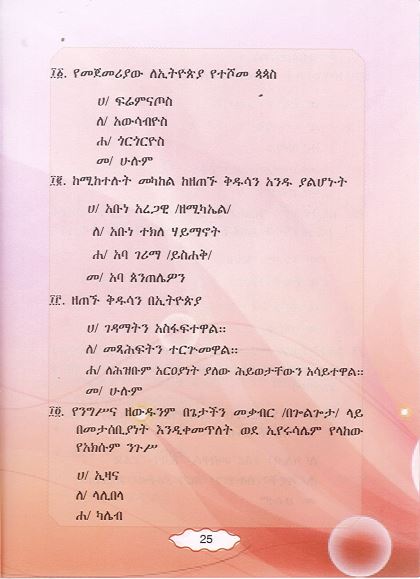 ፲፩. የመጀመሪያው ለኢትዮጵያ የተሾመ ጳጳስ
ሀ/ ፍሬምናጦስ
ለ/ አውሳብዮስ
ሐ/ ጎርጎርዮስ
መ/ ሁሉም
፲፪. ከሚከተሉት መካከል ከዘጠኙ ቅዱሳን አንዱ ያልሆኑት
ሀ/ አቡነ አረጋዊ /ዘሚካኤል/
ለ/ አቡነ ተክለ ሃይማኖት
ሐ/ አባ ገሪማ /ይስሐቅ/
መ/ አባ ጰንጠሌዎን
፲፫. ዘጠኙ ቅዱሳን በኢትዮጵያ
ሀ/ ገዳማትን አስፋፍተዋል።
ለ/ መጻሕፍትን ተርጉመዋል።
ሐ/ ለሕዝቡም አርዐያነት ያለው ሕይወታቸውን አሳይተዋል።
መ/ ሁሉም
፲፬. የንግሥና ዘውዱንም በጌታችን መቃብር /በጎልጎታ/ ላይ
በመታሰቢያነት እንዲቀመጥለት ወደ ኢየሩሳሌም የላከው
የአክሱም ንጉሥ
ሀ/ ኢዛና
ለ/ ላሊበላ
ሐ/ ካሌብ
25